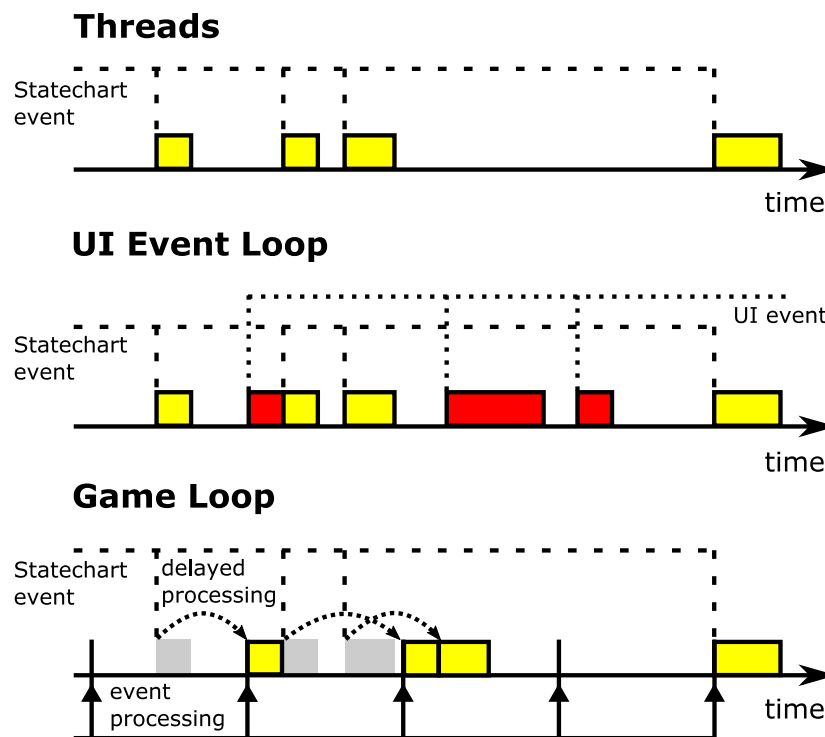 Threads
Statechart
event
time
UI Event Loop
UI event
Statechart
event
time
Game Loop
Statechart
event
delayed
processing
event
processing
time